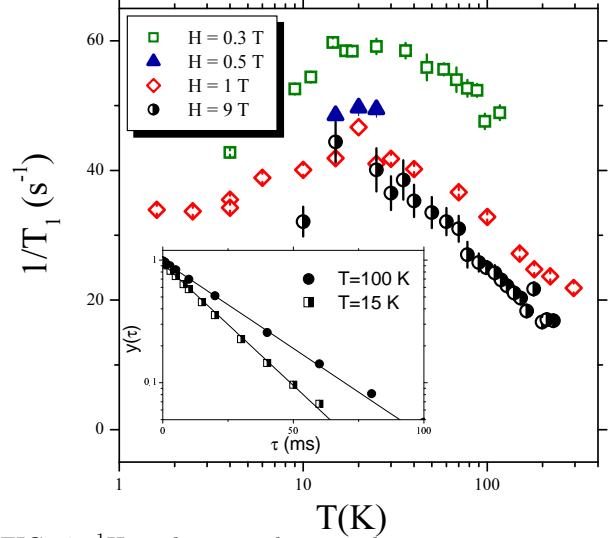 H = 0.3 T
H = 0.5 T
H = 1 T
H = 9 T
60
40
20
0
1/T1 (s-1)
1
10
100
T(K)
T=100 K
T=15 K
1
0.1
y(τ)
0
50
100
τ (ms)